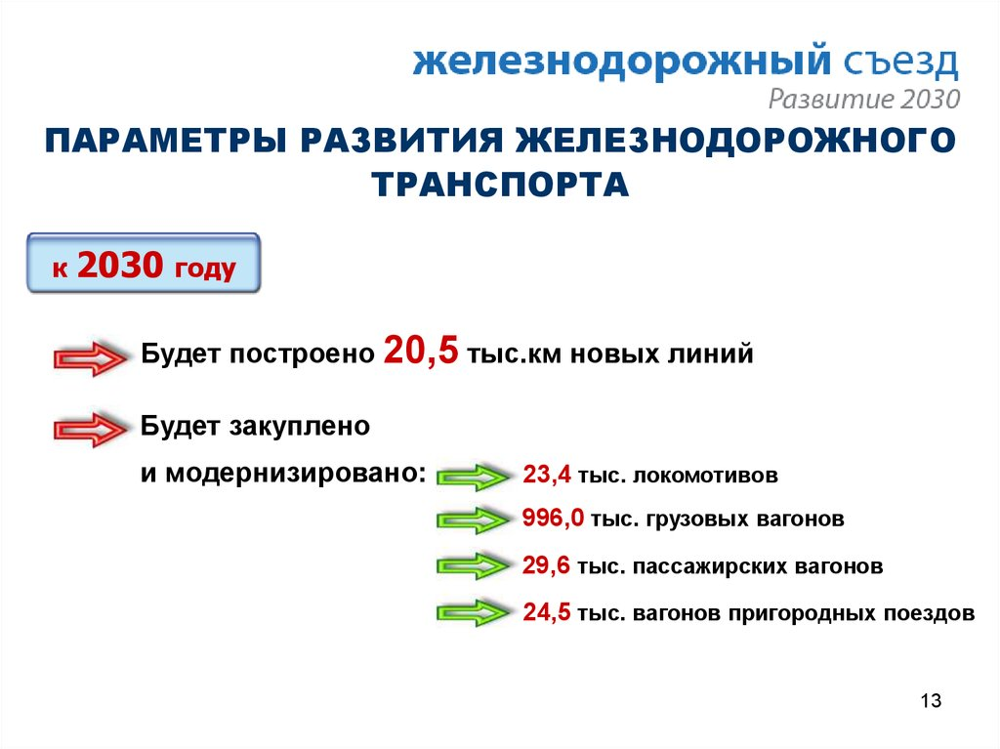 железнодорожный съезд
Развитие 2030
ПАРАМЕТРЫ РАЗВИТИЯ ЖЕЛЕЗНОДОРОЖНОГО
ТРАНСПОРТА
к 2030 году
Будет построено 20,5 тыс.км новых линий
Будет закуплено
и модернизировано:
23,4 тыс. локомотивов
996,0 тыс. грузовых вагонов
29,6 тыс. пассажирских вагонов
24,5 тыс. вагонов пригородных поездов
13